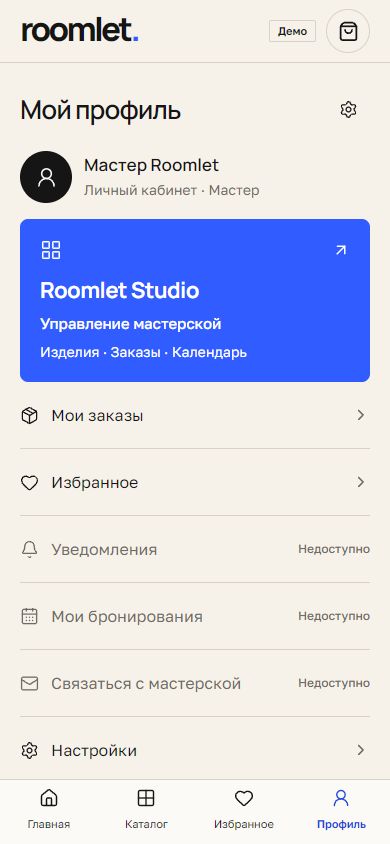 roomlet.
Демо
Мой профиль
Мастер Roomlet
Личный кабинет · Мастер
Roomlet Studio
Управление мастерской
Изделия · Заказы · Календарь
Мои заказы
Избранное
Уведомления Недоступно
Мои бронирования Недоступно
Связаться с мастерской Недоступно
Настройки
Главная Каталог Избранное Профиль